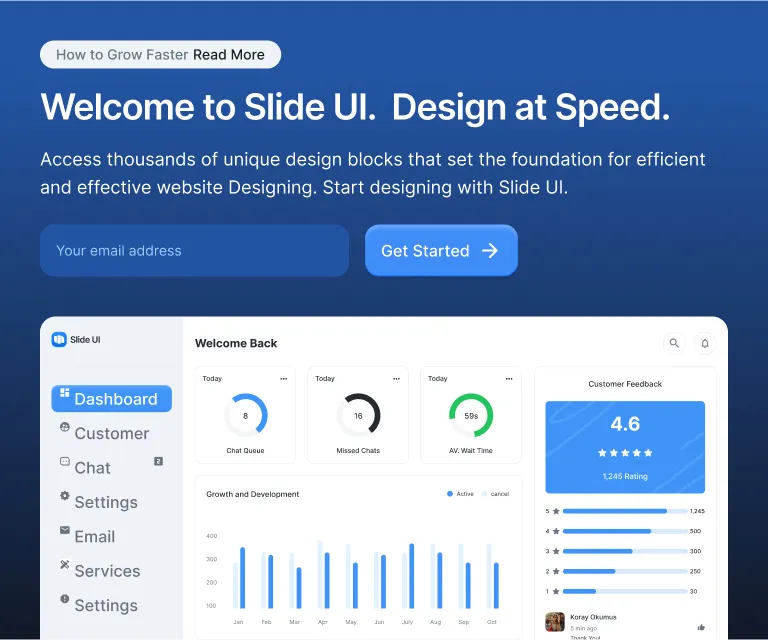 How to Grow Faster Read More
Welcome to Slide UI. Design at Speed.
Access thousands of unique design blocks that set the foundation for efficient
and effective website Designing. Start designing with Slide UI.
Your email address
Get Started
Slide UI
Dashboard
Customer
Chat
2
Settings
Email
Services
Settings
Welcome Back
Today
8
Chat Queue
Today
16
Missed Chats
Today
59s
AV. Wait Time
Growth and Development
Active
cancel
400
300
200
100
Jan Feb Mar Apr May Jun July Aug Sep Oct
Customer Feedback
4.6
1,245 Rating
5 1,245
4 500
3 300
2 250
1 30
Koray Okumus
5 min ago
Thank You!